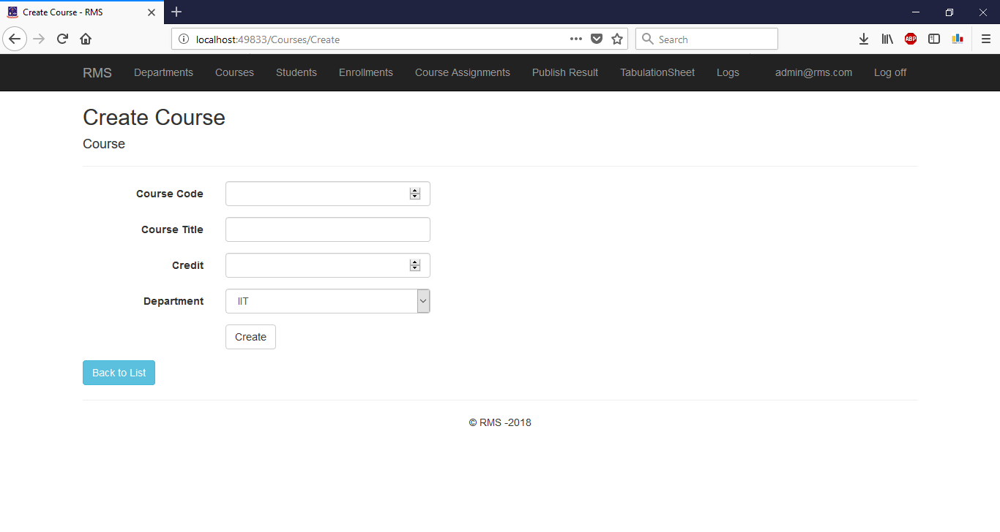 Create Course - RMS
localhost:49833/Courses/Create
Search
ABP
RMS Departments Courses Students Enrollments Course Assignments Publish Result TabulationSheet Logs admin@rms.com Log off
Create Course
Course
Course Code
Course Title
Credit
Department IIT
Create
Back to List
© RMS -2018